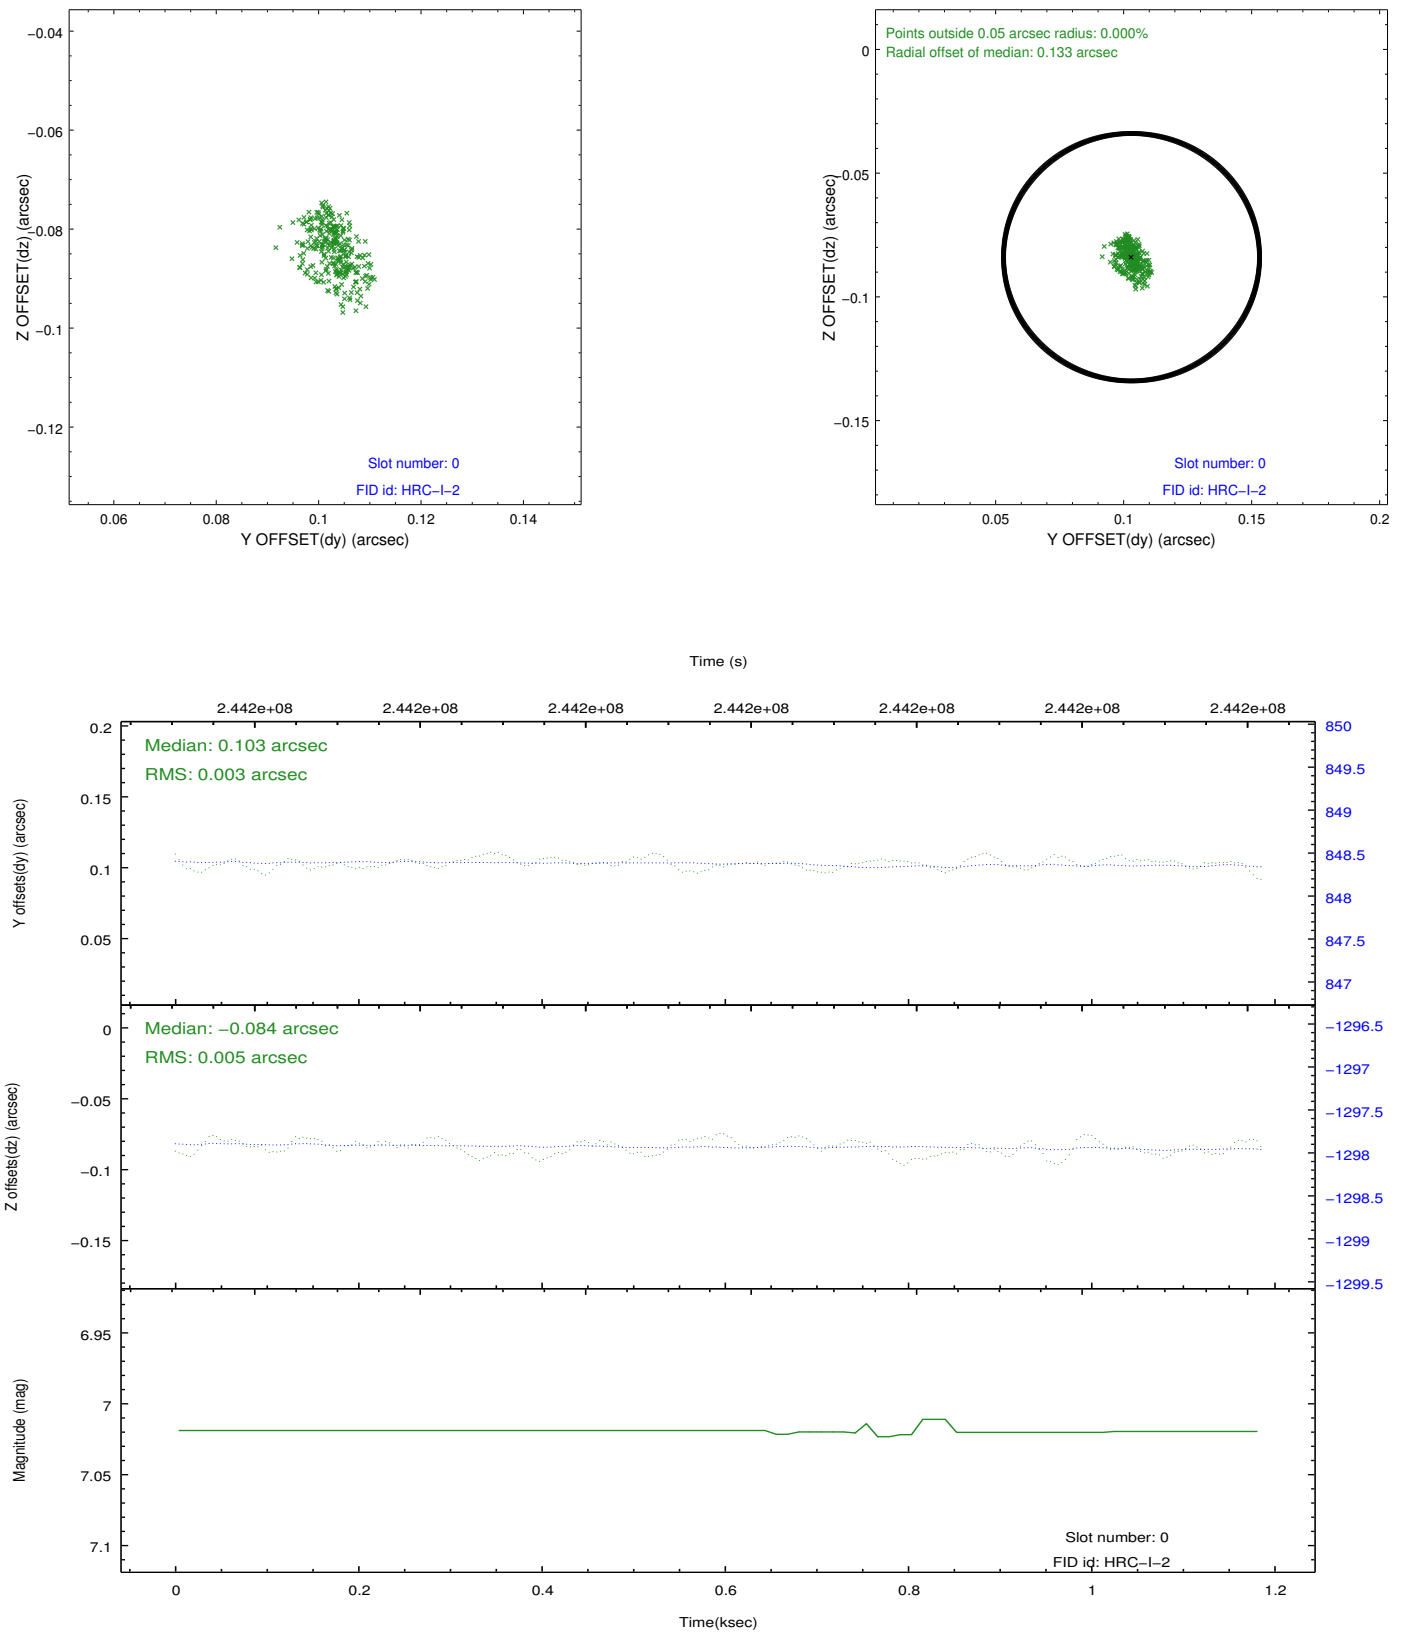 −0.04
−0.06
−0.08
−0.1
−0.12
Z OFFSET(dz) (arcsec)
0.06 0.08 0.1 0.12 0.14
Y OFFSET(dy) (arcsec)
Slot number: 0
FID id: HRC−I−2
Points outside 0.05 arcsec radius: 0.000%
Radial offset of median: 0.133 arcsec
0
−0.05
−0.1
−0.15
Z OFFSET(dz) (arcsec)
Slot number: 0
FID id: HRC−I−2
0.05 0.1 0.15 0.2
Y OFFSET(dy) (arcsec)
Time (s)
2.442e+08 2.442e+08 2.442e+08 2.442e+08 2.442e+08 2.442e+08 2.442e+08
Median: 0.103 arcsec
RMS: 0.003 arcsec
0.2
0.15
0.1
0.05
Y offsets(dy) (arcsec)
850
849.5
849
848.5
848
847.5
847
Median: −0.084 arcsec
RMS: 0.005 arcsec
0
−0.05
−0.1
−0.15
Z offsets(dz) (arcsec)
−1296.5
−1297
−1297.5
−1298
−1298.5
−1299
−1299.5
6.95
7
7.05
7.1
Magnitude (mag)
Slot number: 0
FID id: HRC−I−2
0 0.2 0.4 0.6 0.8 1 1.2
Time(ksec)